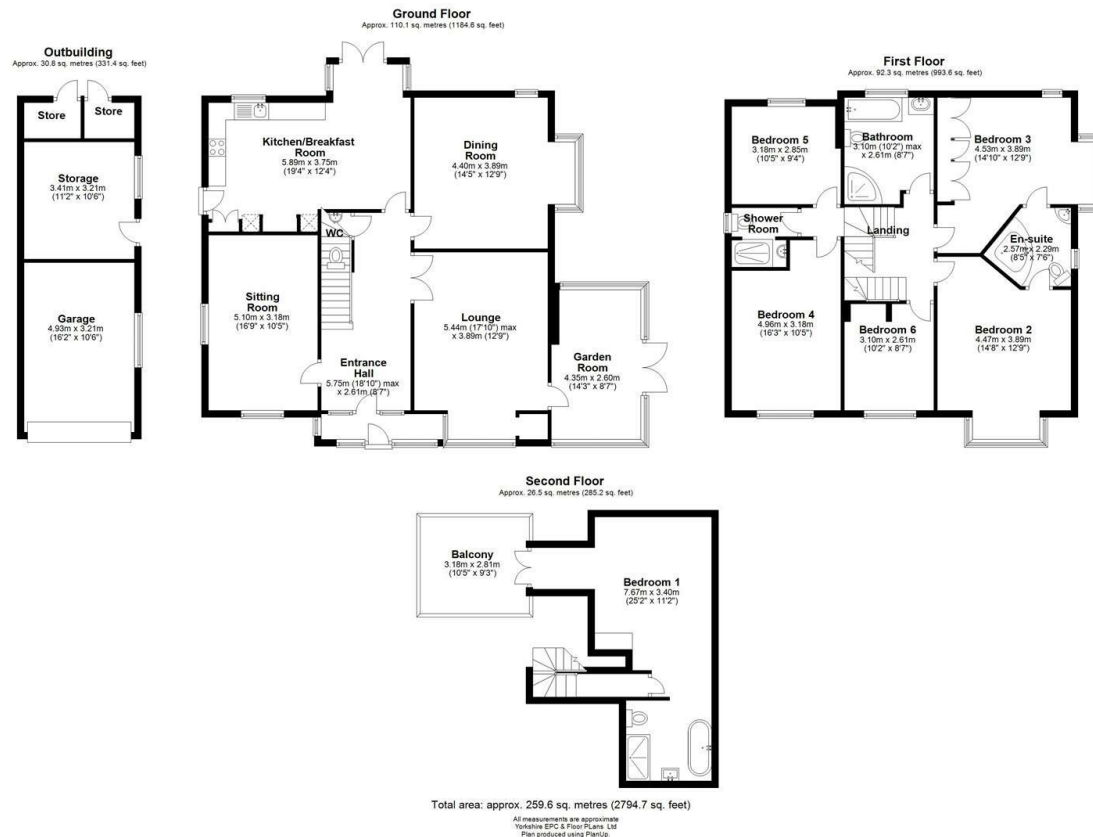 Ground Floor
Approx. 110.1 sq. metres (1184.6 sq. feet)
Outbuilding
Approx. 30.8 sq. metres (331.4 sq. feet)
Store
Store
Storage
3.41m x 3.21m
(11'2" x 10'6")
Garage
4.93m x 3.21m
(16'2" x 10'6")
Kitchen/Breakfast
Room
5.89m x 3.75m
(19'4" x 12'4")
Dining
Room
4.40m x 3.89m
(14'5" x 12'9")
WC
Sitting
Room
5.10m x 3.18m
(16'9" x 10'5")
Lounge
5.44m (17'10") max
x 3.89m (12'9")
Entrance
Hall
5.75m (18'10") max
x 2.61m (8'7")
Garden
Room
4.35m x 2.60m
(14'3" x 8'7")
First Floor
Approx. 92.3 sq. metres (993.6 sq. feet)
Bedroom 5
3.18m x 2.85m
(10'5" x 9'4")
Bathroom
3.10m (10'2") max
x 2.61m (8'7")
Bedroom 3
4.53m x 3.89m
(14'10" x 12'9")
Shower
Room
Landing
En-suite
2.57m x 2.29m
(8'5" x 7'6")
Bedroom 4
4.96m x 3.18m
(16'3" x 10'5")
Bedroom 6
3.10m x 2.61m
(10'2" x 8'7")
Bedroom 2
4.47m x 3.89m
(14'8" x 12'9")
Second Floor
Approx. 26.5 sq. metres (285.2 sq. feet)
Balcony
3.18m x 2.81m
(10'5" x 9'3")
Bedroom 1
7.67m x 3.40m
(25'2" x 11'2")
Total area: approx. 259.6 sq. metres (2794.7 sq. feet)
All measurements are approximate
Yorkshire EPC & Floor PLans Ltd
Plan produced using PlanUp.